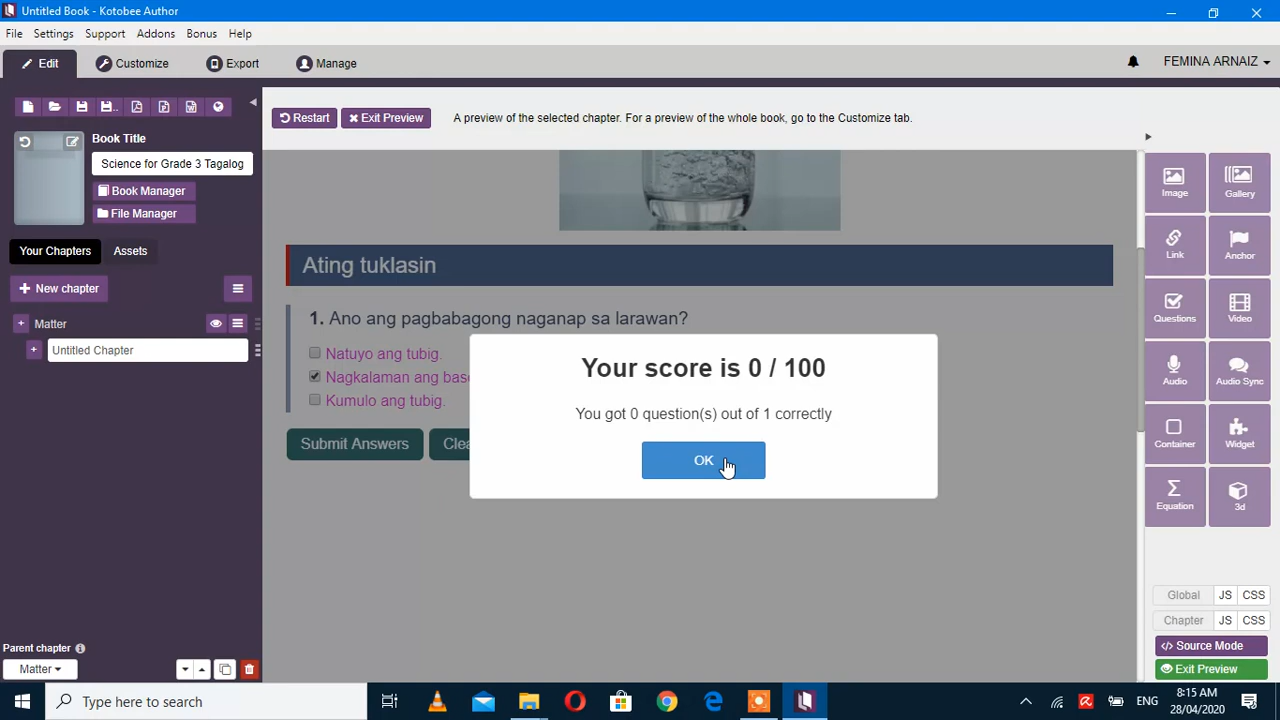 Untitled Book - Kotobee Author
File Settings Support Addons Bonus Help
Edit Customize Export Manage FEMINA ARNAIZ
Book Title
Science for Grade 3 Tagalog
Book Manager
File Manager
Your Chapters Assets
New chapter
Matter
Untitled Chapter
Parent chapter
Matter
Restart Exit Preview A preview of the selected chapter. For a preview of the whole book, go to the Customize tab.
Ating tuklasin
1. Ano ang pagbabagong naganap sa larawan?
Natuyo ang tubig.
Nagkalaman ang
Kumulo ang tubig.
Submit Answers
Your score is 0 / 100
You got 0 question(s) out of 1 correctly
OK
Image Gallery
Link Anchor
Questions Video
Audio Audio Sync
Container Widget
Σ
Equation 3d
Global JS CSS
Chapter JS CSS
</> Source Mode
Exit Preview
Type here to search
ENG
8:15 AM
28/04/2020